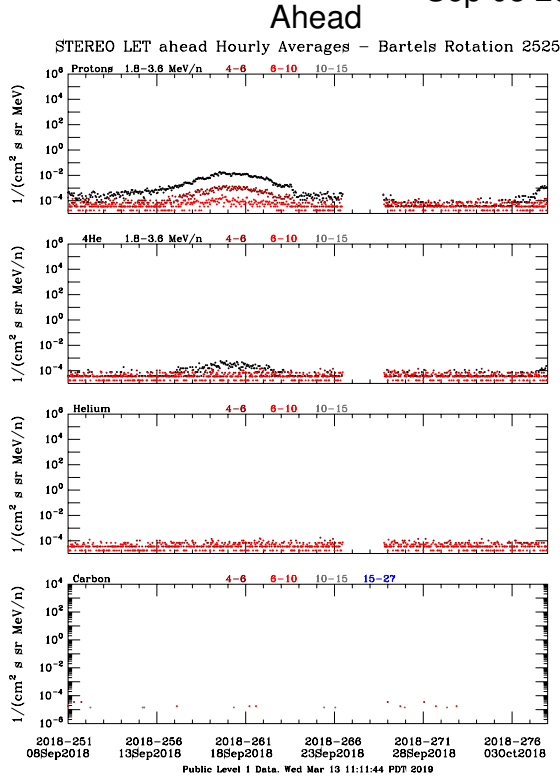 Sep 08 20
Ahead
STEREO LET ahead Hourly Averages - Bartels Rotation 2525
Protons 1.8-3.6 MeV/n 4-6 6-10 10-15
10^6
10^4
10^2
10^0
10^-2
10^-4
1/(cm^2 s sr MeV)
4He 1.8-3.6 MeV/n 4-6 6-10 10-15
10^6
10^4
10^2
10^0
10^-2
10^-4
1/(cm^2 s sr MeV/n)
Helium 4-6 6-10 10-15
10^6
10^4
10^2
10^0
10^-2
10^-4
1/(cm^2 s sr MeV/n)
Carbon 4-6 6-10 10-15 15-27
10^4
10^2
10^0
10^-2
10^-4
10^-6
1/(cm^2 s sr MeV/n)
2018-251 2018-256 2018-261 2018-266 2018-271 2018-276
08Sep2018 13Sep2018 18Sep2018 23Sep2018 28Sep2018 03Oct2018
Public Level 1 Data. Wed Mar 13 11:11:44 PDT 2019